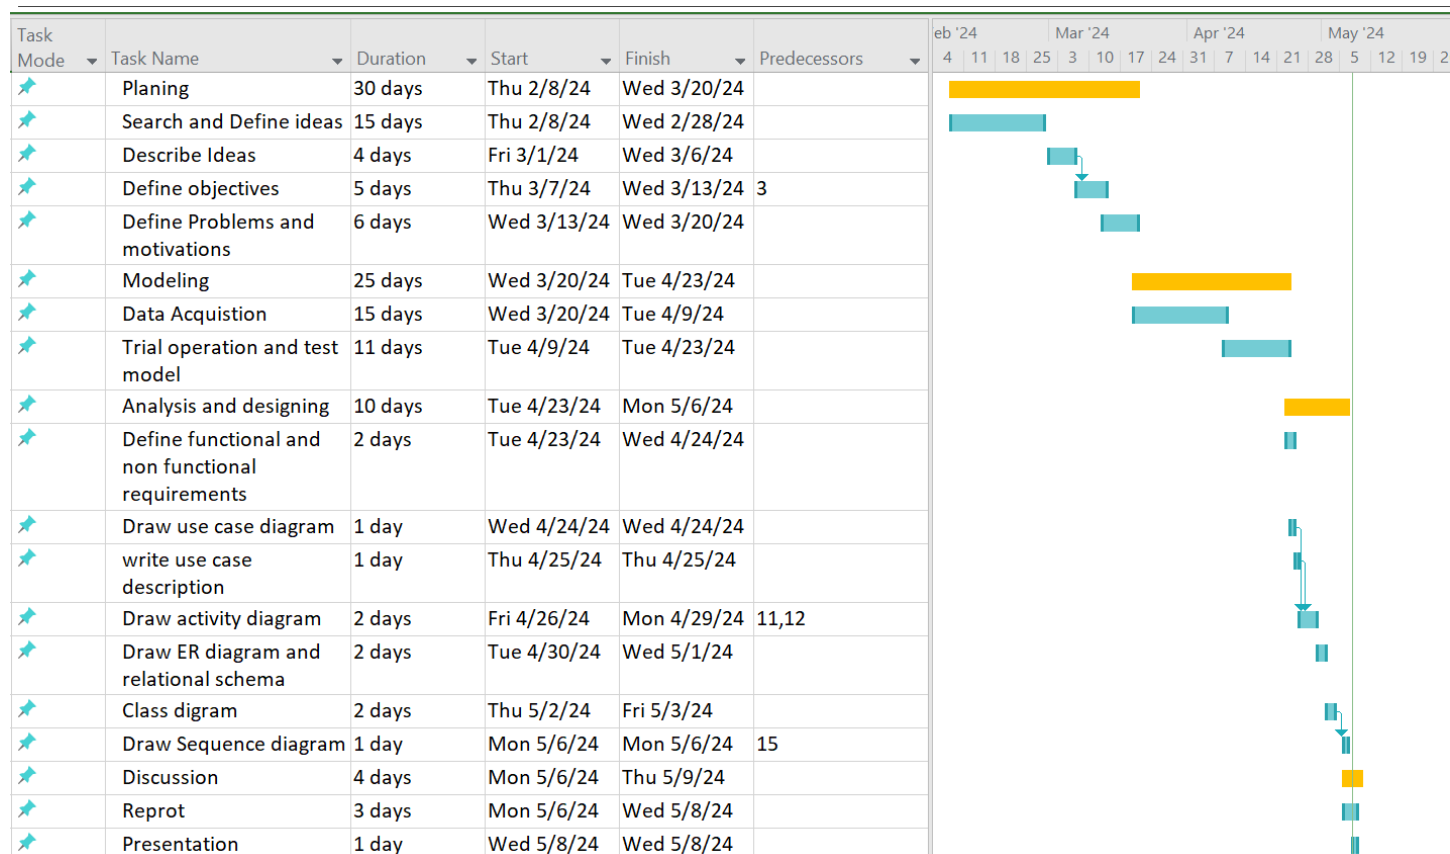 Task Mode Task Name Duration Start Finish Predecessors
eb '24 Mar '24 Apr '24 May '24
4 11 18 25 3 10 17 24 31 7 14 21 28 5 12 19 2
Planing 30 days Thu 2/8/24 Wed 3/20/24
Search and Define ideas 15 days Thu 2/8/24 Wed 2/28/24
Describe Ideas 4 days Fri 3/1/24 Wed 3/6/24
Define objectives 5 days Thu 3/7/24 Wed 3/13/24 3
Define Problems and 6 days Wed 3/13/24 Wed 3/20/24
motivations
Modeling 25 days Wed 3/20/24 Tue 4/23/24
Data Acquistion 15 days Wed 3/20/24 Tue 4/9/24
Trial operation and test 11 days Tue 4/9/24 Tue 4/23/24
model
Analysis and designing 10 days Tue 4/23/24 Mon 5/6/24
Define functional and 2 days Tue 4/23/24 Wed 4/24/24
non functional
requirements
Draw use case diagram 1 day Wed 4/24/24 Wed 4/24/24
write use case 1 day Thu 4/25/24 Thu 4/25/24
description
Draw activity diagram 2 days Fri 4/26/24 Mon 4/29/24 11,12
Draw ER diagram and 2 days Tue 4/30/24 Wed 5/1/24
relational schema
Class digram 2 days Thu 5/2/24 Fri 5/3/24
Draw Sequence diagram 1 day Mon 5/6/24 Mon 5/6/24 15
Discussion 4 days Mon 5/6/24 Thu 5/9/24
Reprot 3 days Mon 5/6/24 Wed 5/8/24
Presentation 1 day Wed 5/8/24 Wed 5/8/24